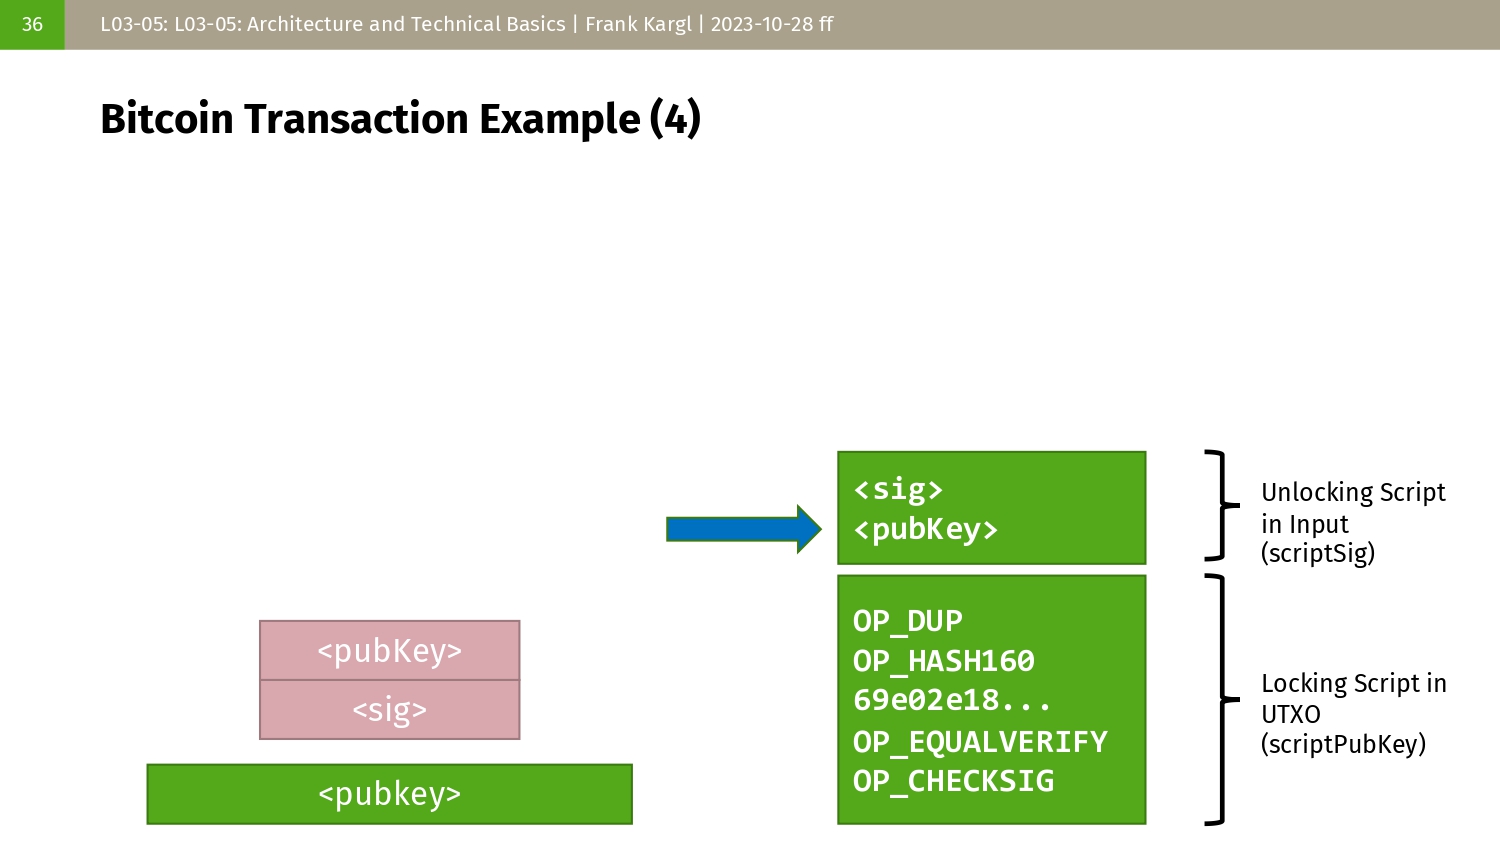 36
L03-05: L03-05: Architecture and Technical Basics | Frank Kargl | 2023-10-28 ff
Bitcoin Transaction Example (4)
<pubKey>
<sig>
<pubkey>
<sig>
<pubKey>
OP_DUP
OP_HASH160
69e02e18...
OP_EQUALVERIFY
OP_CHECKSIG
Unlocking Script
in Input
(scriptSig)
Locking Script in
UTXO
(scriptPubKey)